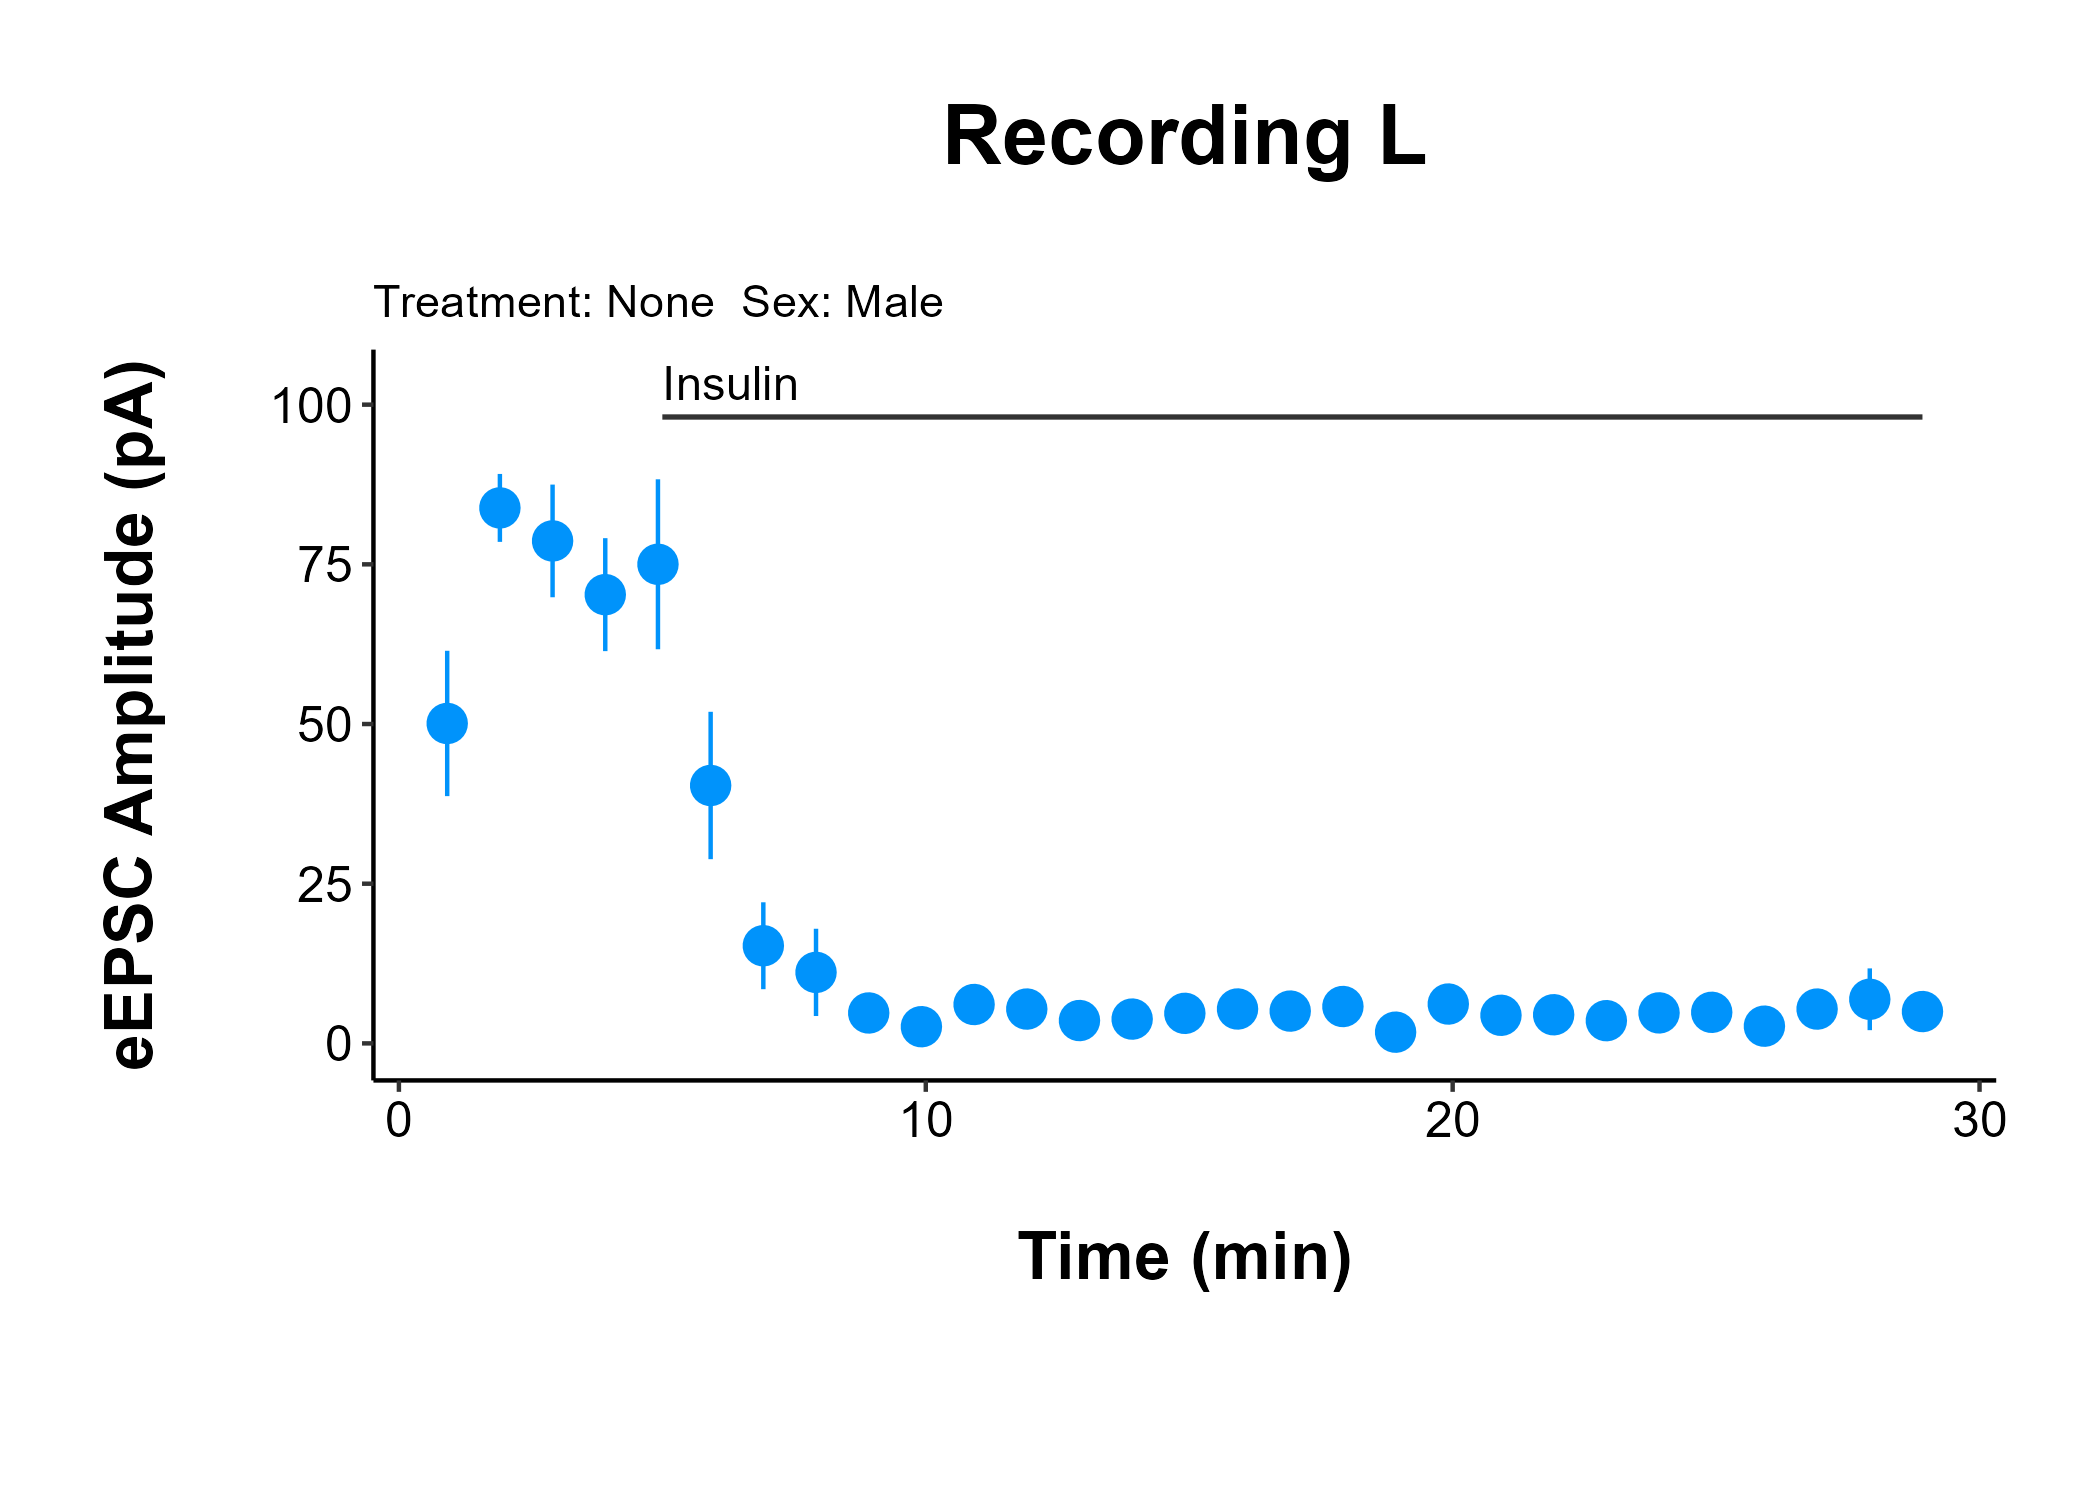 Recording L
Treatment: None  Sex: Male
Insulin
eEPSC Amplitude (pA)
100
75
50
25
0
0 10 20 30
Time (min)